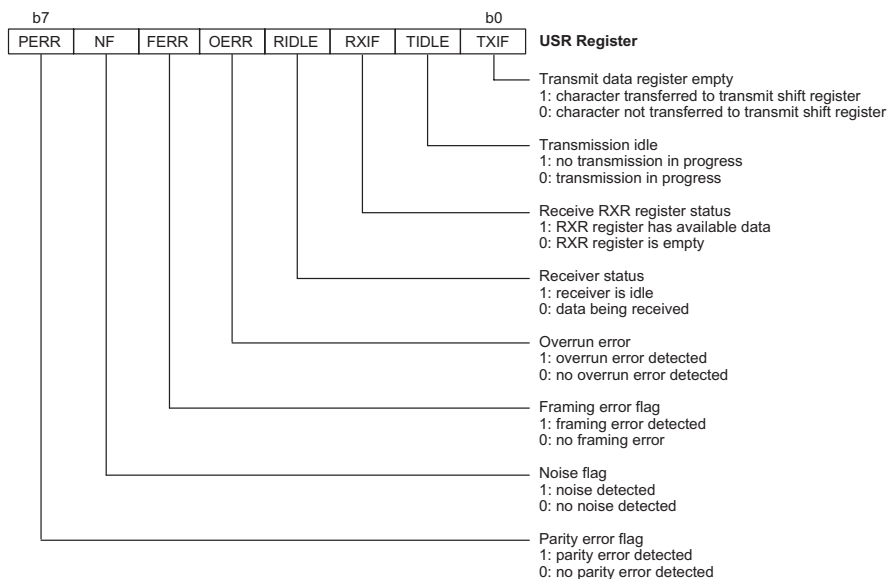 b7 b0
PERR NF FERR OERR RIDLE RXIF TIDLE TXIF USR Register
Transmit data register empty
1: character transferred to transmit shift register
0: character not transferred to transmit shift register
Transmission idle
1: no transmission in progress
0: transmission in progress
Receive RXR register status
1: RXR register has available data
0: RXR register is empty
Receiver status
1: receiver is idle
0: data being received
Overrun error
1: overrun error detected
0: no overrun error detected
Framing error flag
1: framing error detected
0: no framing error
Noise flag
1: noise detected
0: no noise detected
Parity error flag
1: parity error detected
0: no parity error detected